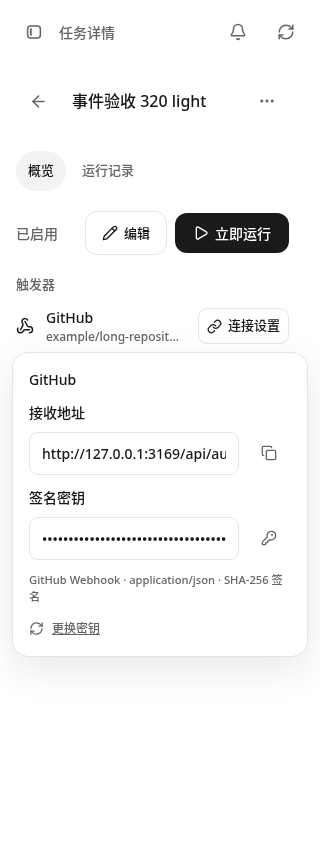 任务详情
事件验收 320 light
概览
运行记录
已启用
编辑
立即运行
触发器
GitHub
example/long-reposit...
连接设置
GitHub
接收地址
http://127.0.0.1:3169/api/au
签名密钥
••••••••••••••••••••••••••••••••••
GitHub Webhook · application/json · SHA-256 签
名
更换密钥